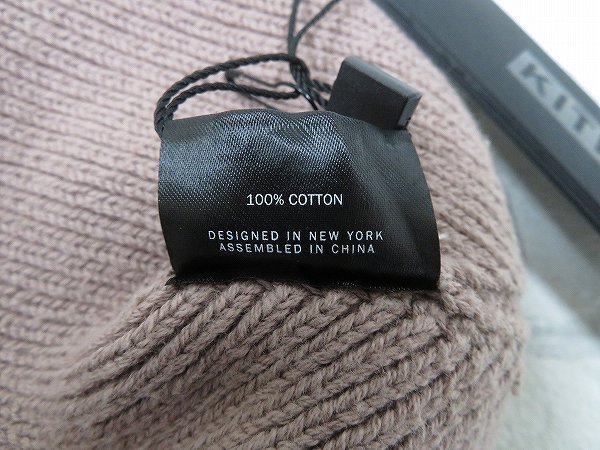 100% COTTON
DESIGNED IN NEW YORK
ASSEMBLED IN CHINA